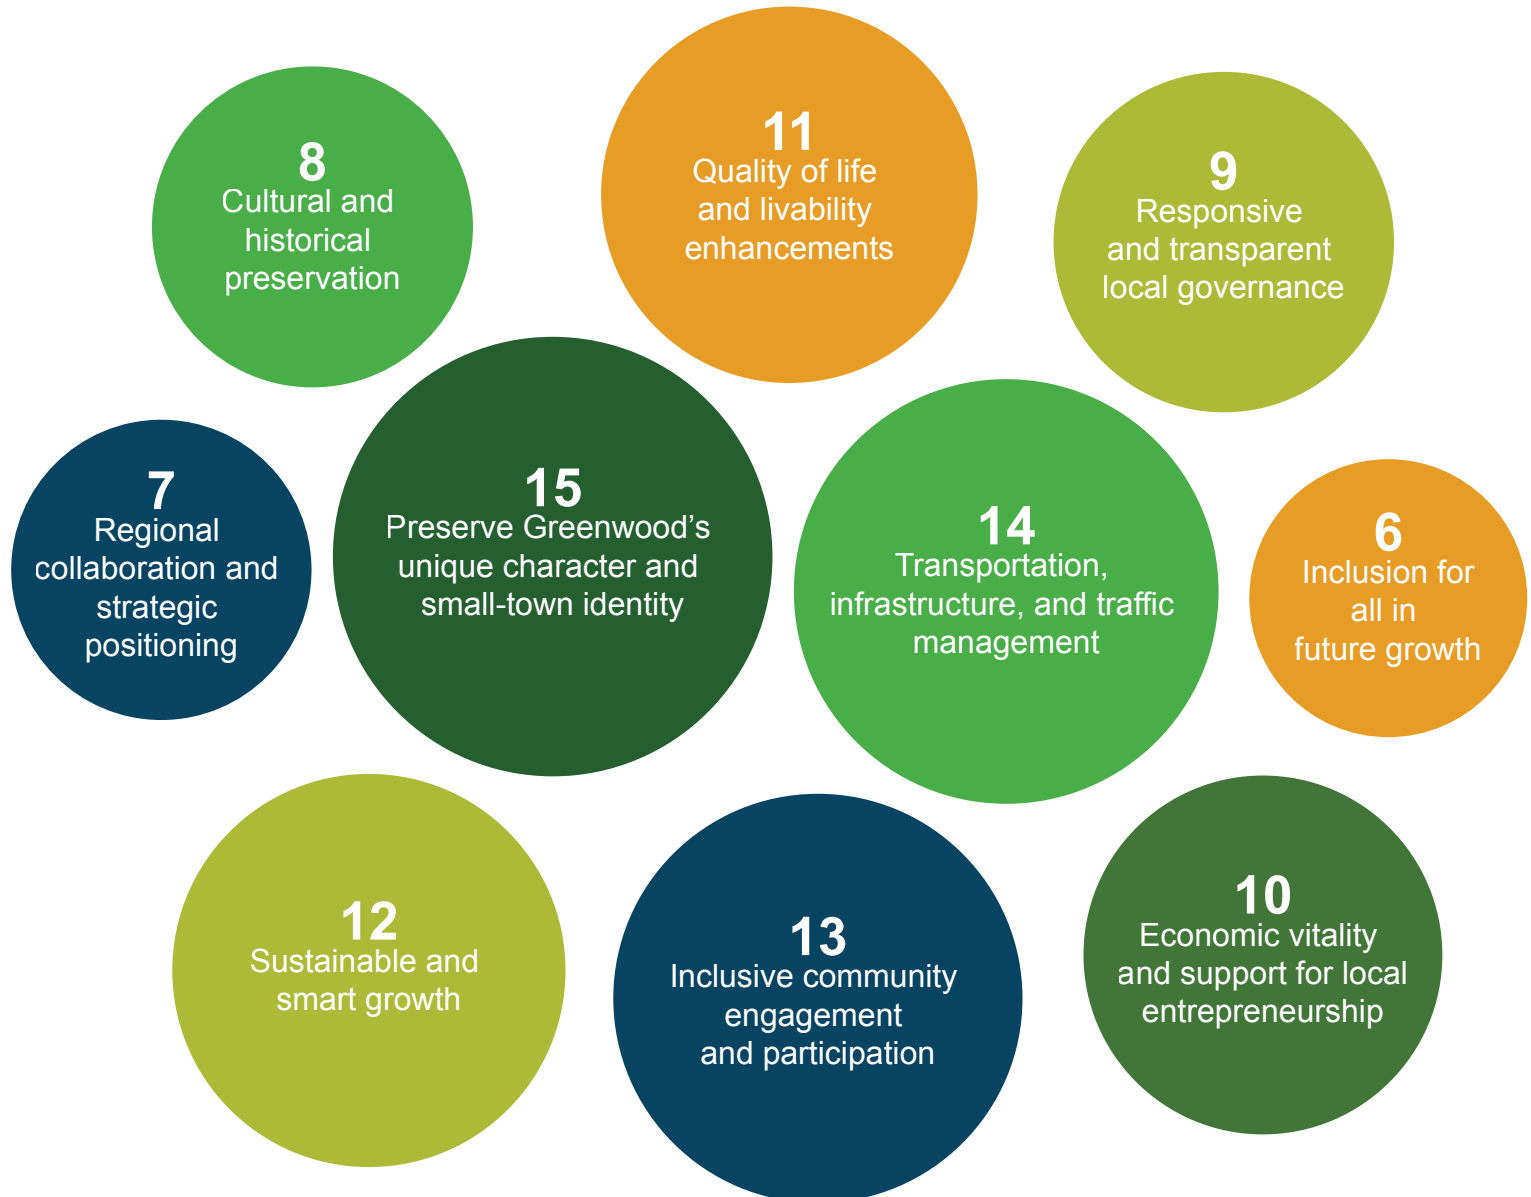 8
Cultural and
historical
preservation
11
Quality of life
and livability
enhancements
9
Responsive
and transparent
local governance
7
Regional
collaboration and
strategic
positioning
15
Preserve Greenwood’s
unique character and
small-town identity
14
Transportation,
infrastructure, and traffic
management
6
Inclusion for
all in
future growth
12
Sustainable and
smart growth
13
Inclusive community
engagement
and participation
10
Economic vitality
and support for local
entrepreneurship